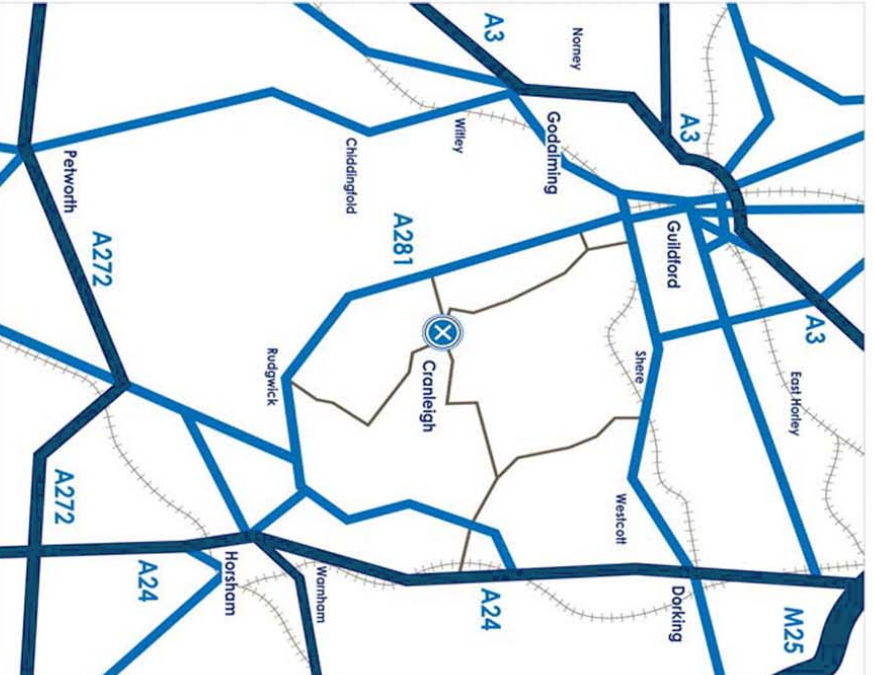 A3
M25
East Horley
A3
Guildford
Dorking
Shere
Westcott
Norney
Godalming
A3
A24
Witley
Cranleigh
A281
Chiddingfold
Warnham
Rudgwick
Horsham
A24
A272
Petworth
A272